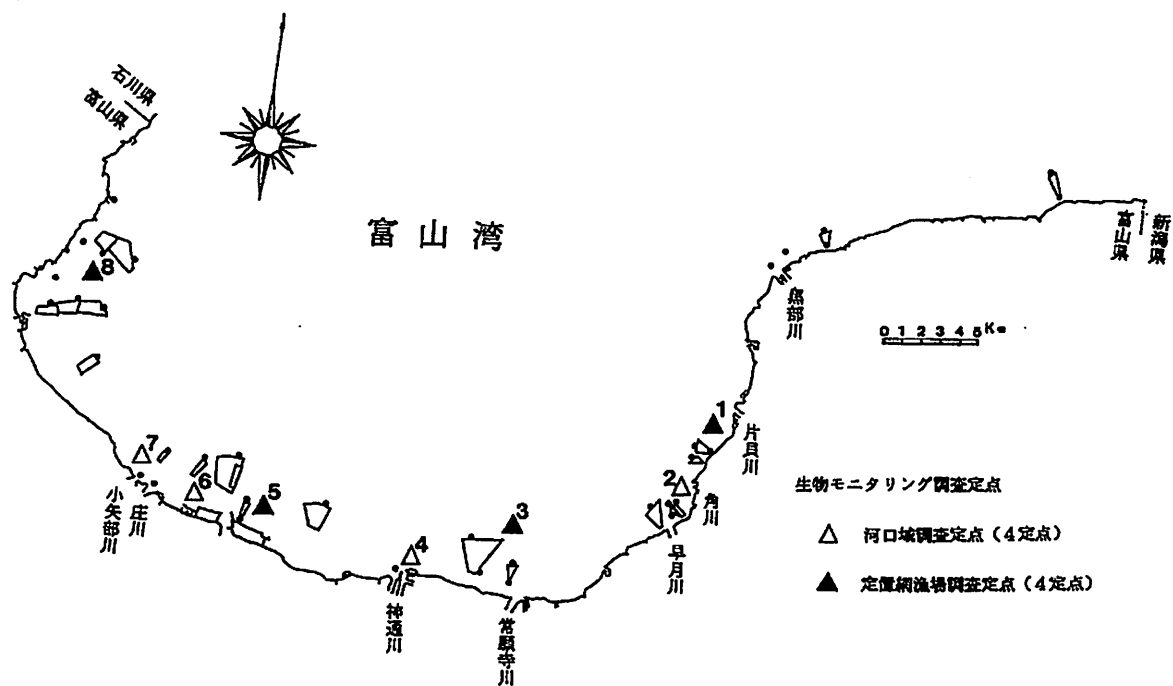 石川県
富山県
富山湾
新潟県
富山県
黒部川
0 1 2 3 4 5 Km
8
1
片貝川
2
角川
早月川
7
6
5
3
4
庄川
小矢部川
神通川
常願寺川
生物モニタリング調査定点
△ 河口域調査定点(4定点)
▲ 定置網漁場調査定点(4定点)